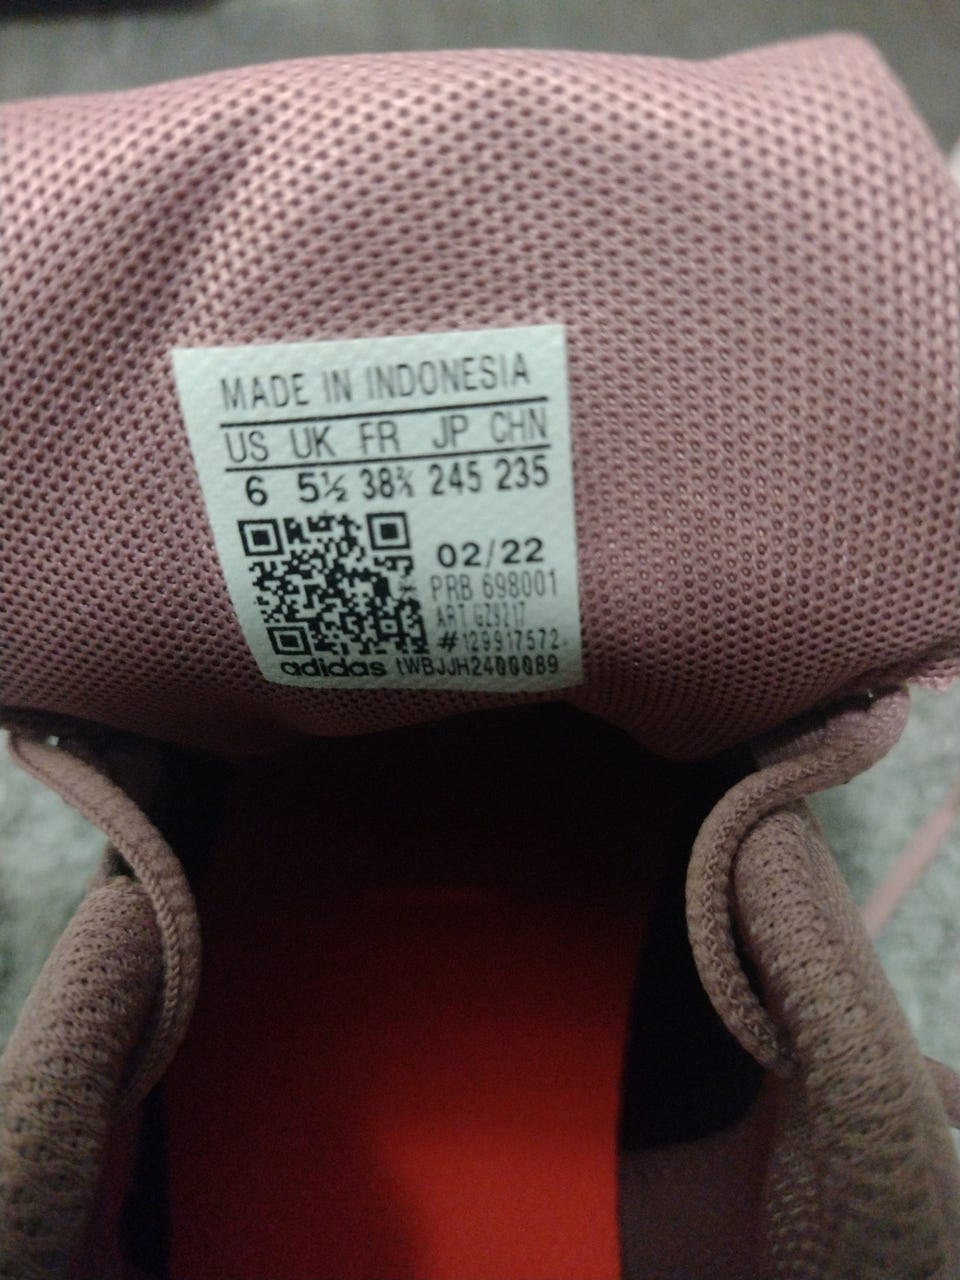 MADE IN INDONESIA
US UK FR JP CHN
6 5½ 38⅔ 245 235
02/22
PRB 698001
ART GZ9217
#129917572
adidas tWBJJH2400089